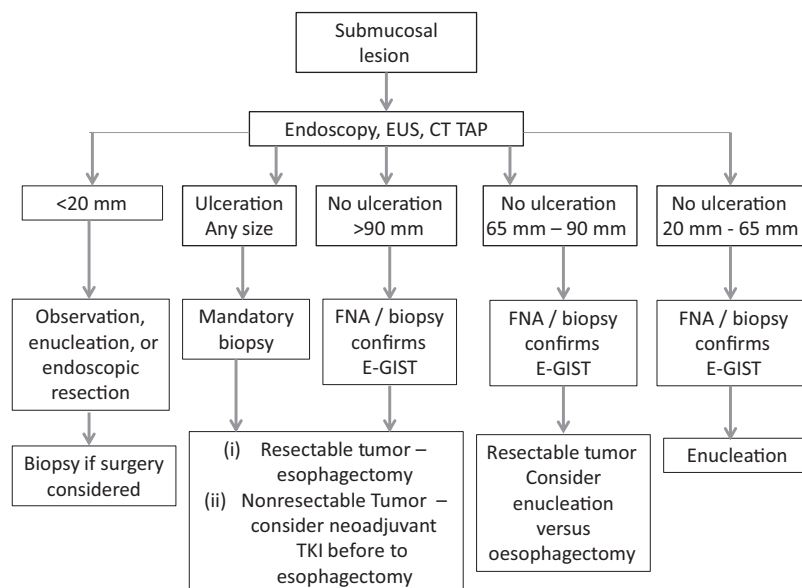 Submucosal
lesion
Endoscopy, EUS, CT TAP
<20 mm
Ulceration
Any size
No ulceration
>90 mm
No ulceration
65 mm – 90 mm
No ulceration
20 mm - 65 mm
Observation,
enucleation, or
endoscopic
resection
Mandatory
biopsy
FNA / biopsy
confirms
E-GIST
FNA / biopsy
confirms
E-GIST
FNA / biopsy
confirms
E-GIST
Biopsy if surgery
considered
(i) Resectable tumor –
esophagectomy
(ii) Nonresectable Tumor –
consider neoadjuvant
TKI before to
esophagectomy
Resectable tumor
Consider
enucleation
versus
oesophagectomy
Enucleation